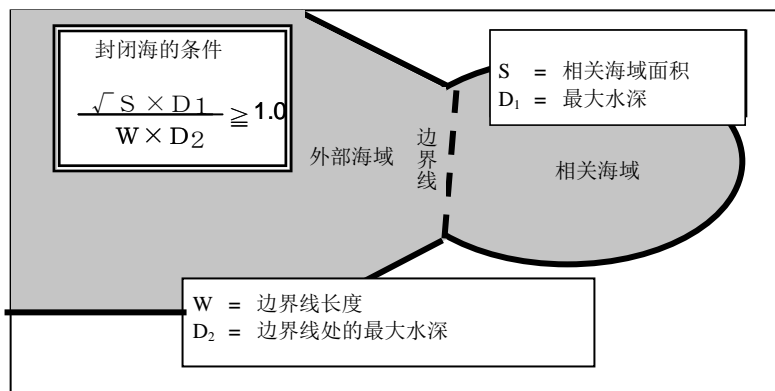 封闭海的条件
√S × D1
W × D2
≧ 1.0
S = 相关海域面积
D₁ = 最大水深
外部海域
边界线
相关海域
W = 边界线长度
D₂ = 边界线处的最大水深